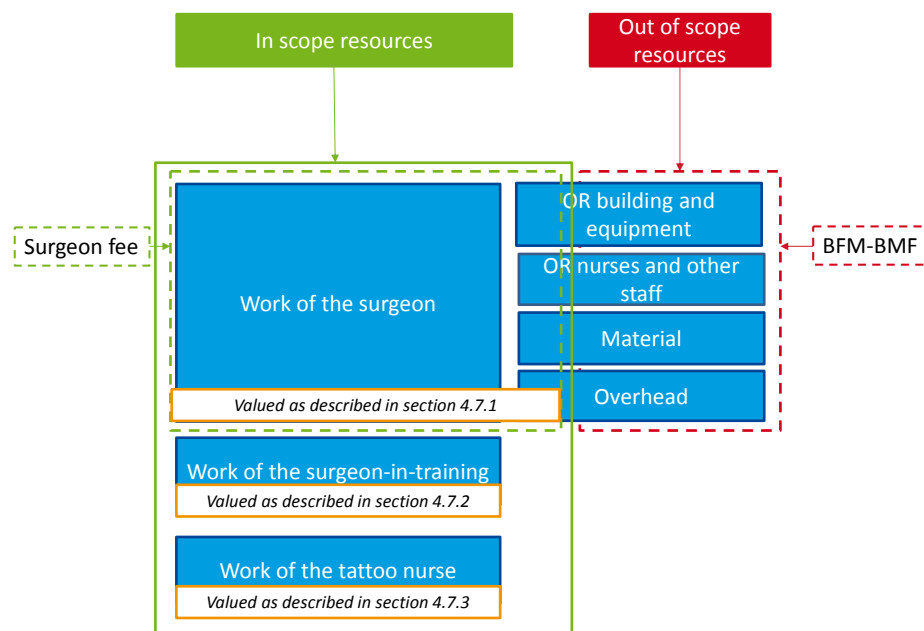 In scope resources
Out of scope
resources
Surgeon fee
Work of the surgeon
OR building and
equipment
OR nurses and other
staff
Material
Overhead
BFM-BMF
Valued as described in section 4.7.1
Work of the surgeon-in-training
Valued as described in section 4.7.2
Work of the tattoo nurse
Valued as described in section 4.7.3